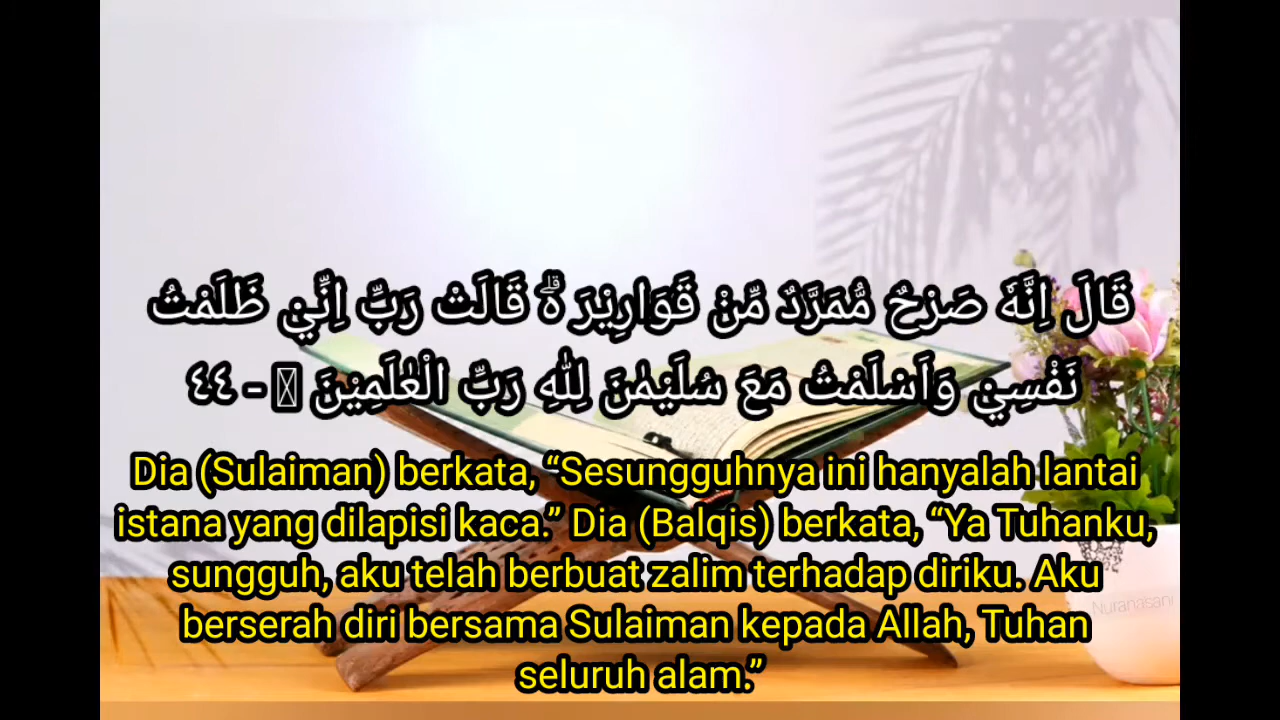 قَالَ اِنَّهٗ صَرْحٌ مُّمَرَّدٌ مِّنْ قَوَارِيْرَ ەۗ قَالَتْ رَبِّ اِنِّيْ ظَلَمْتُ
نَفْسِيْ وَاَسْلَمْتُ مَعَ سُلَيْمٰنَ لِلّٰهِ رَبِّ الْعٰلَمِيْنَ - ٤٤
Dia (Sulaiman) berkata, “Sesungguhnya ini hanyalah lantai
istana yang dilapisi kaca.” Dia (Balqis) berkata, “Ya Tuhanku,
sungguh, aku telah berbuat zalim terhadap diriku. Aku
berserah diri bersama Sulaiman kepada Allah, Tuhan
seluruh alam.”
Nuranasani